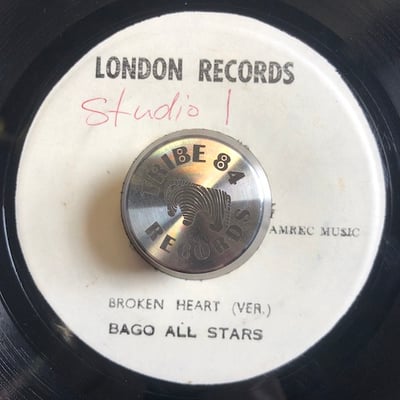 LONDON RECORDS
Studio 1
TRIBE 84
RECORDS
AMREC MUSIC
BROKEN HEART (VER.)
BAGO ALL STARS